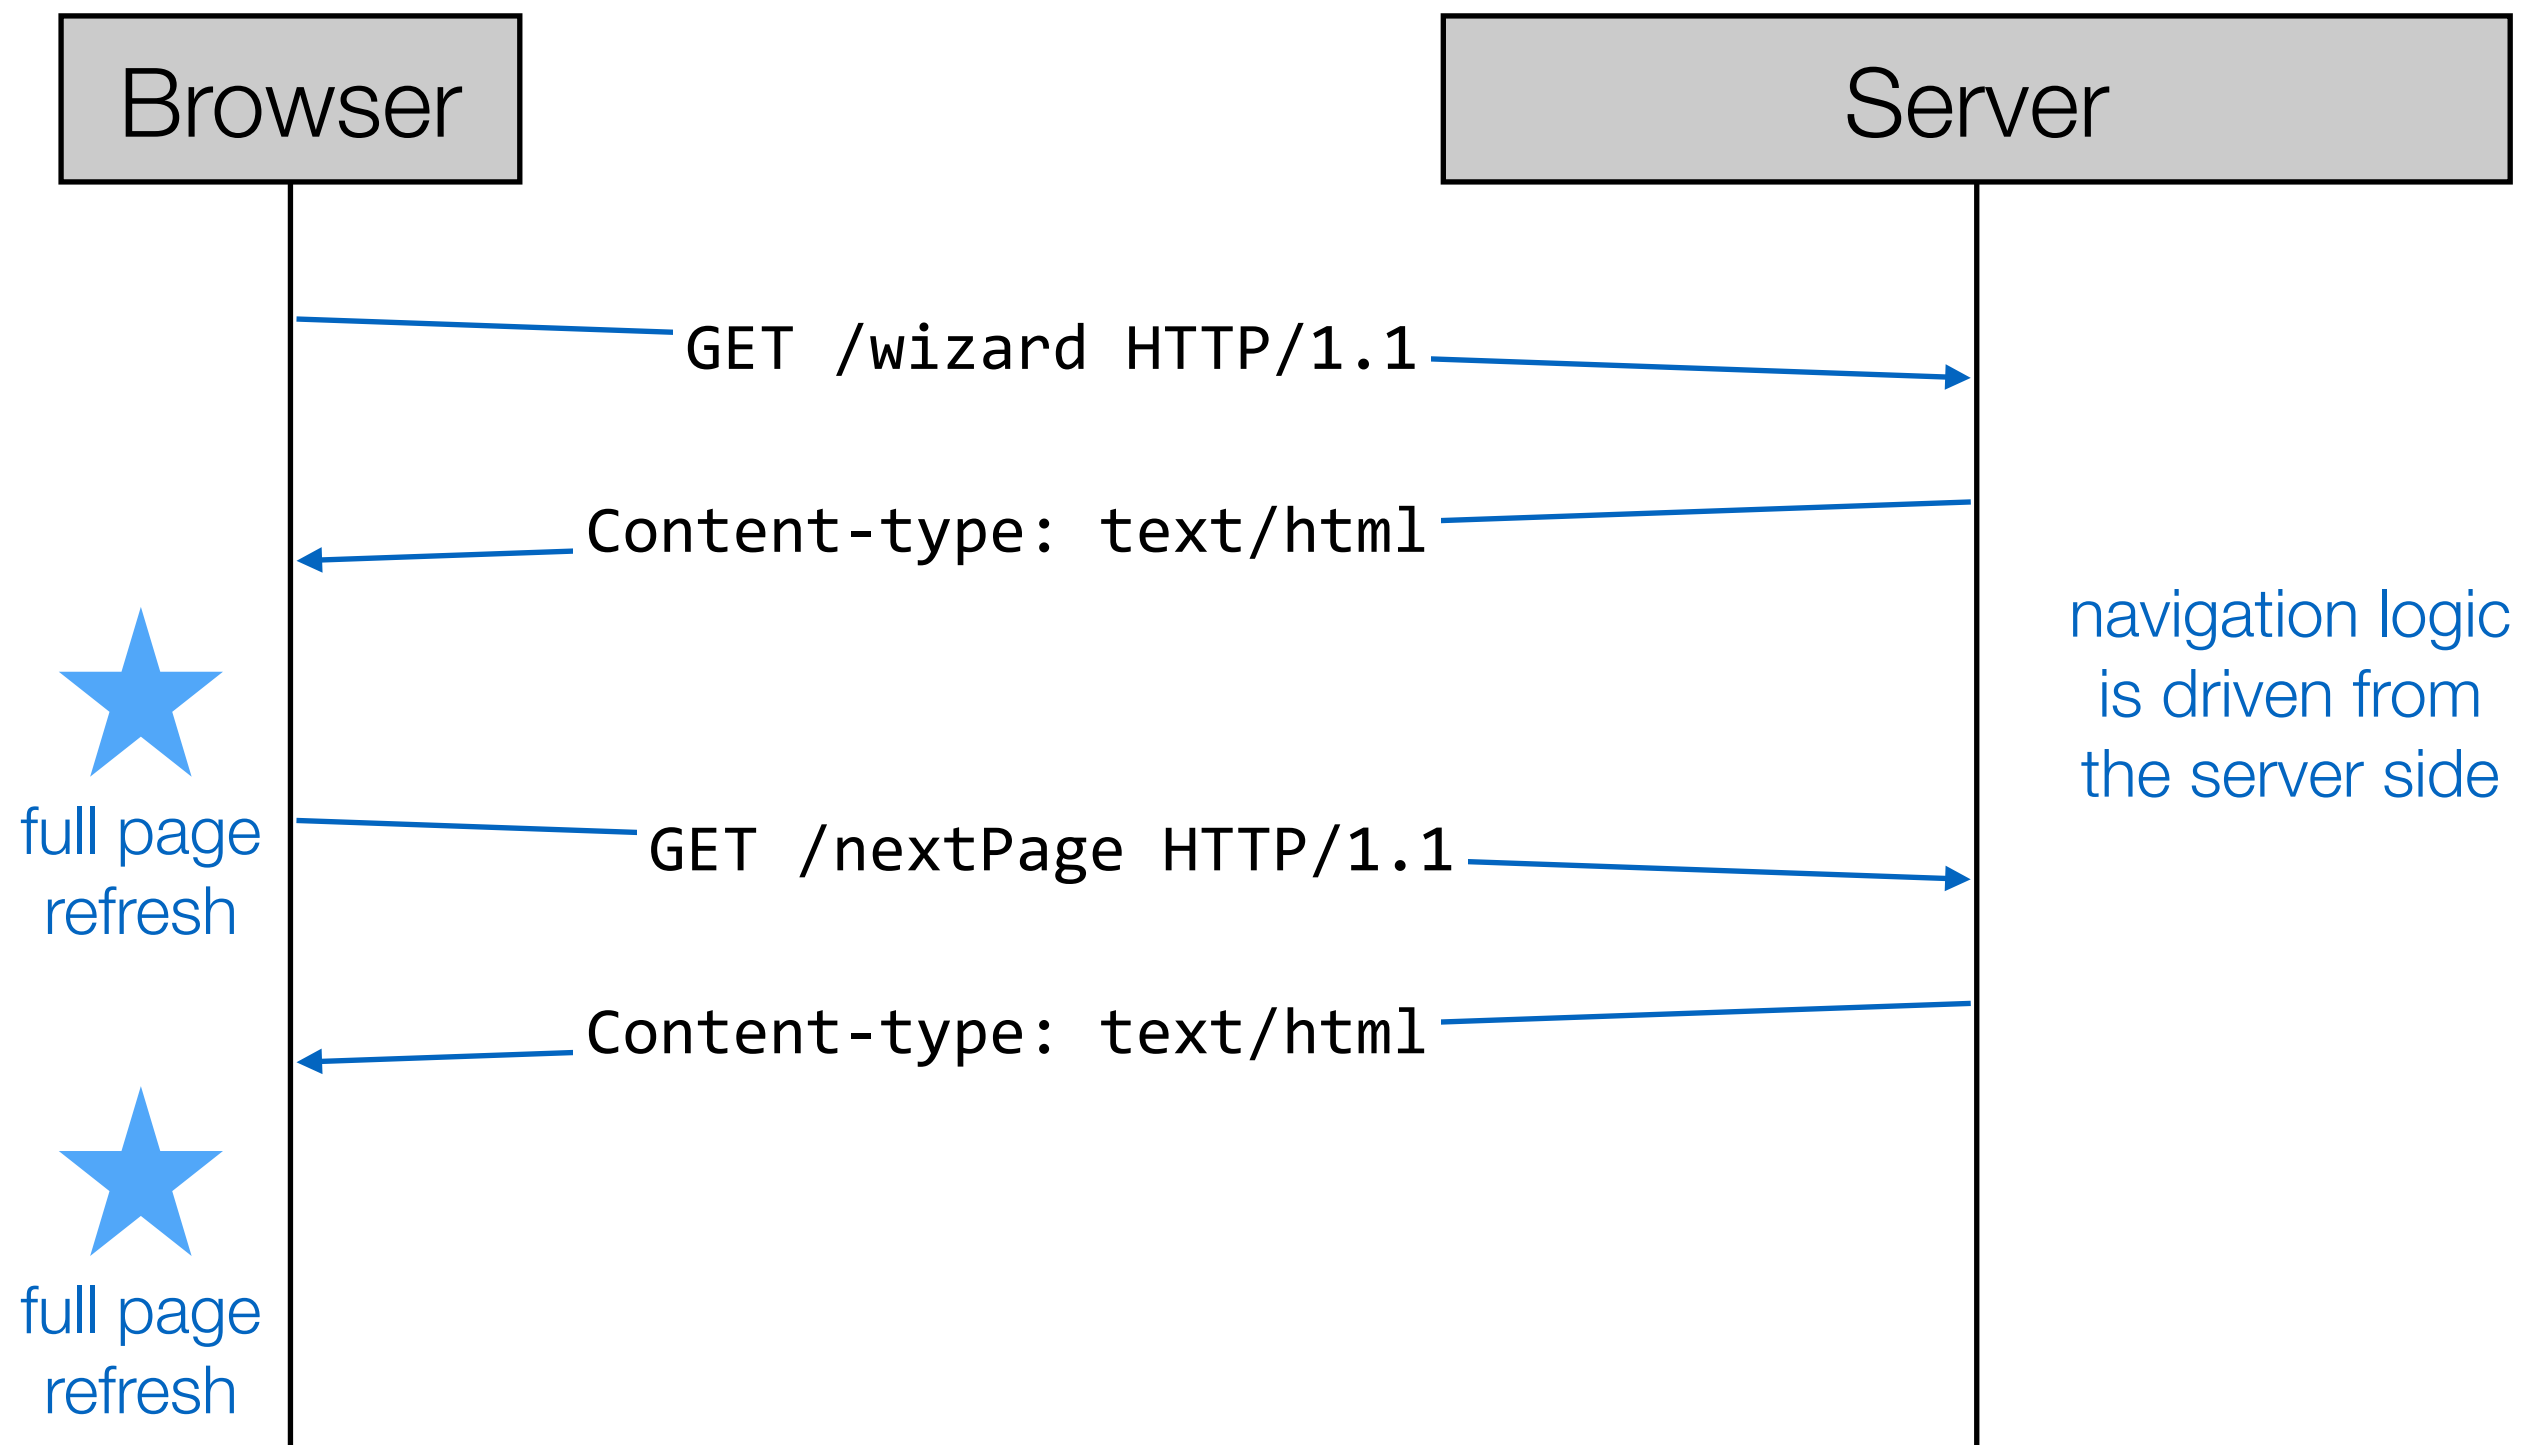 Browser
Server
GET /wizard HTTP/1.1
Content-type: text/html
navigation logic
is driven from
the server side
full page
refresh
GET /nextPage HTTP/1.1
Content-type: text/html
full page
refresh